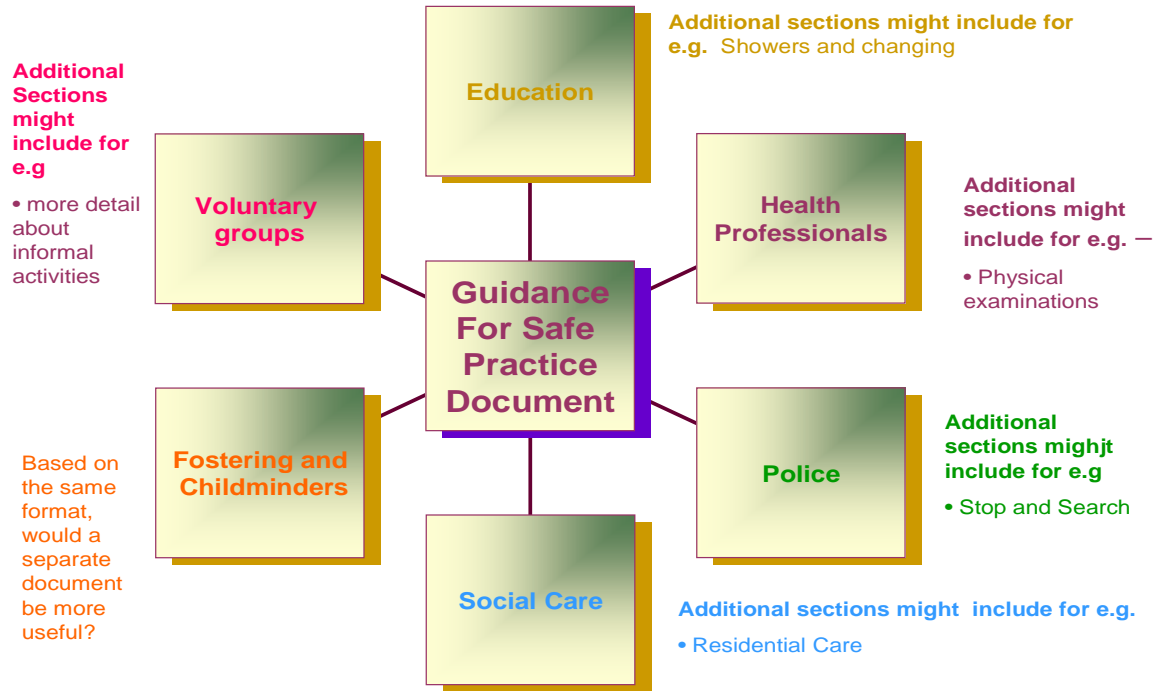 Additional sections might include for
e.g. Showers and changing
Education
Additional
Sections
might
include for
e.g
• more detail
about
informal
activities
Voluntary
groups
Health
Professionals
Additional
sections might
include for e.g. –
• Physical
examinations
Guidance
For Safe
Practice
Document
Based on
the same
format,
would a
separate
document
be more
useful?
Fostering and
Childminders
Police
Additional
sections mighjt
include for e.g
• Stop and Search
Social Care
Additional sections might include for e.g.
• Residential Care